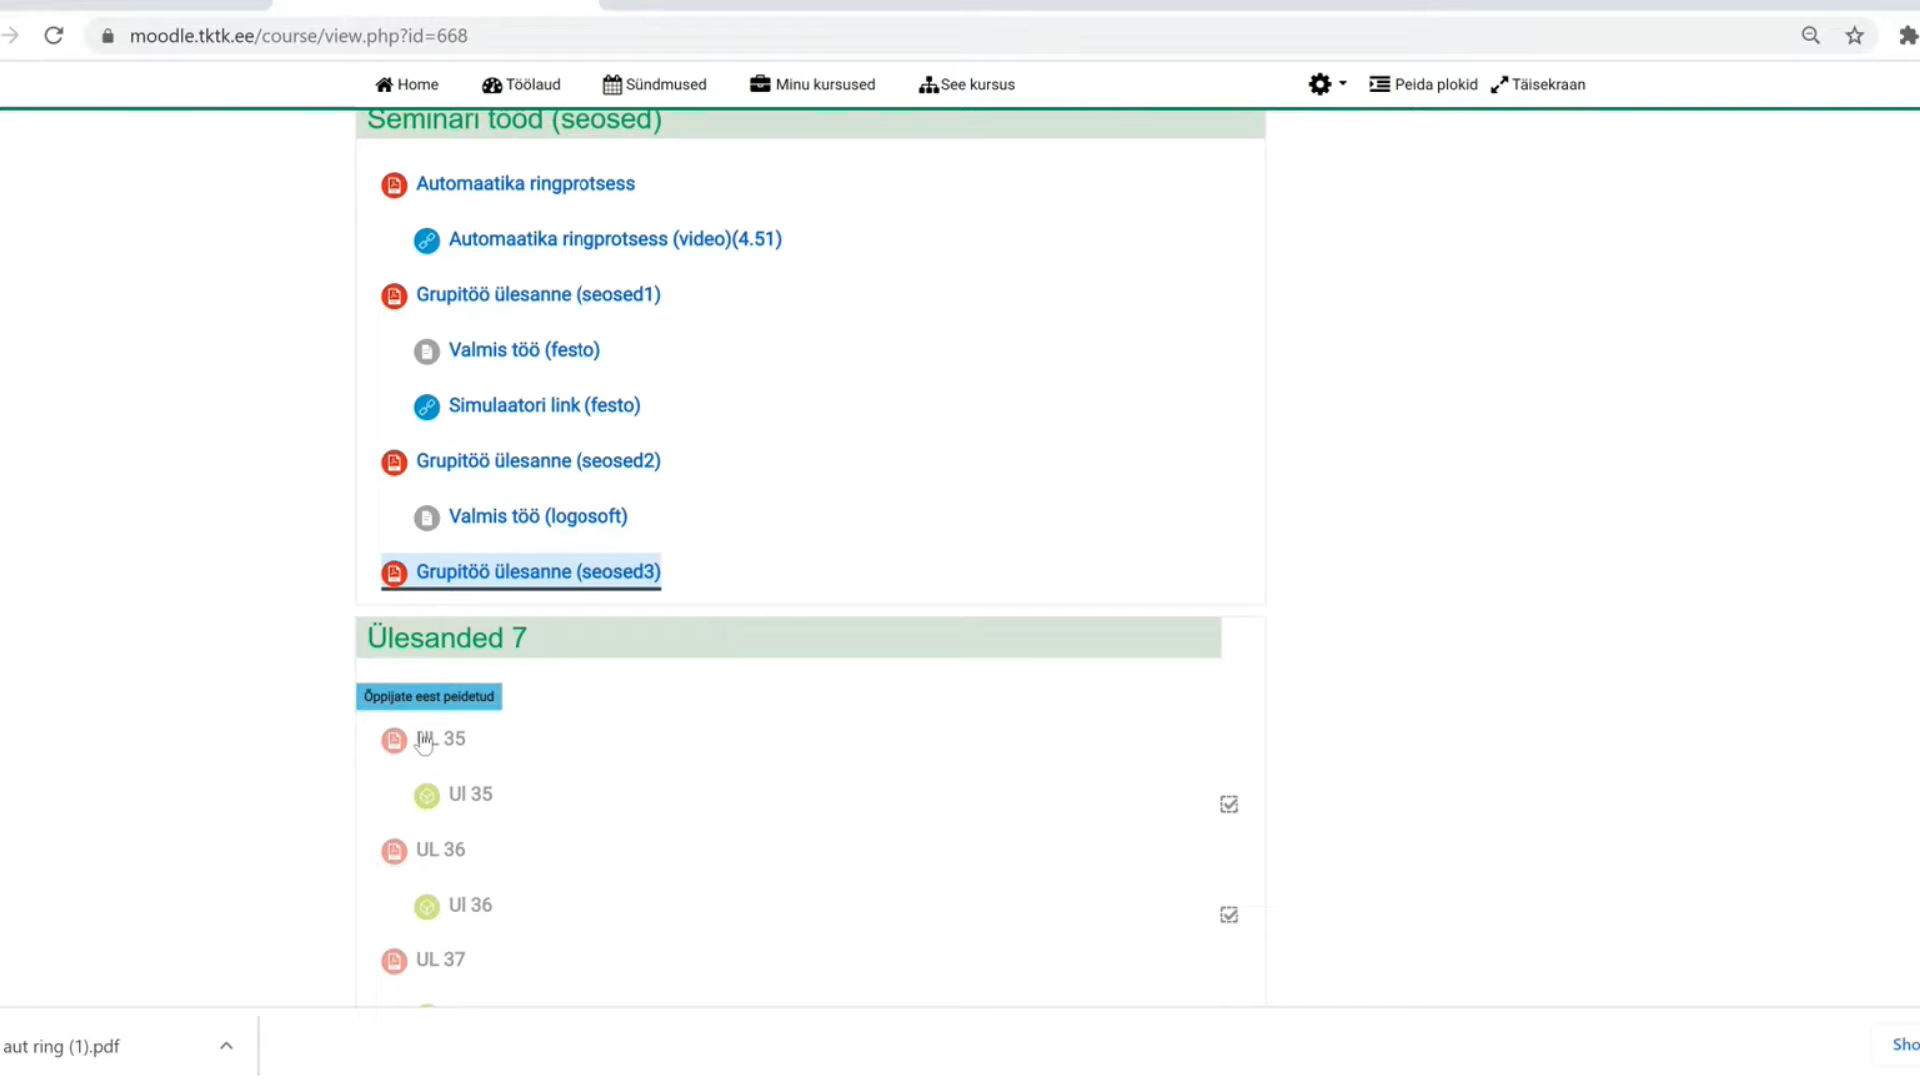 moodle.tktk.ee/course/view.php?id=668
Home Töölaud Sündmused Minu kursused See kursus Peida plokid Täisekraan
Seminari tööd (seosed)
Automaatika ringprotsess
Automaatika ringprotsess (video)(4.51)
Grupitöö ülesanne (seosed1)
Valmis töö (festo)
Simulaatori link (festo)
Grupitöö ülesanne (seosed2)
Valmis töö (logosoft)
Grupitöö ülesanne (seosed3)
Ülesanded 7
Õppijate eest peidetud
UL 35
Ul 35
UL 36
Ul 36
UL 37
aut ring (1).pdf
Sho